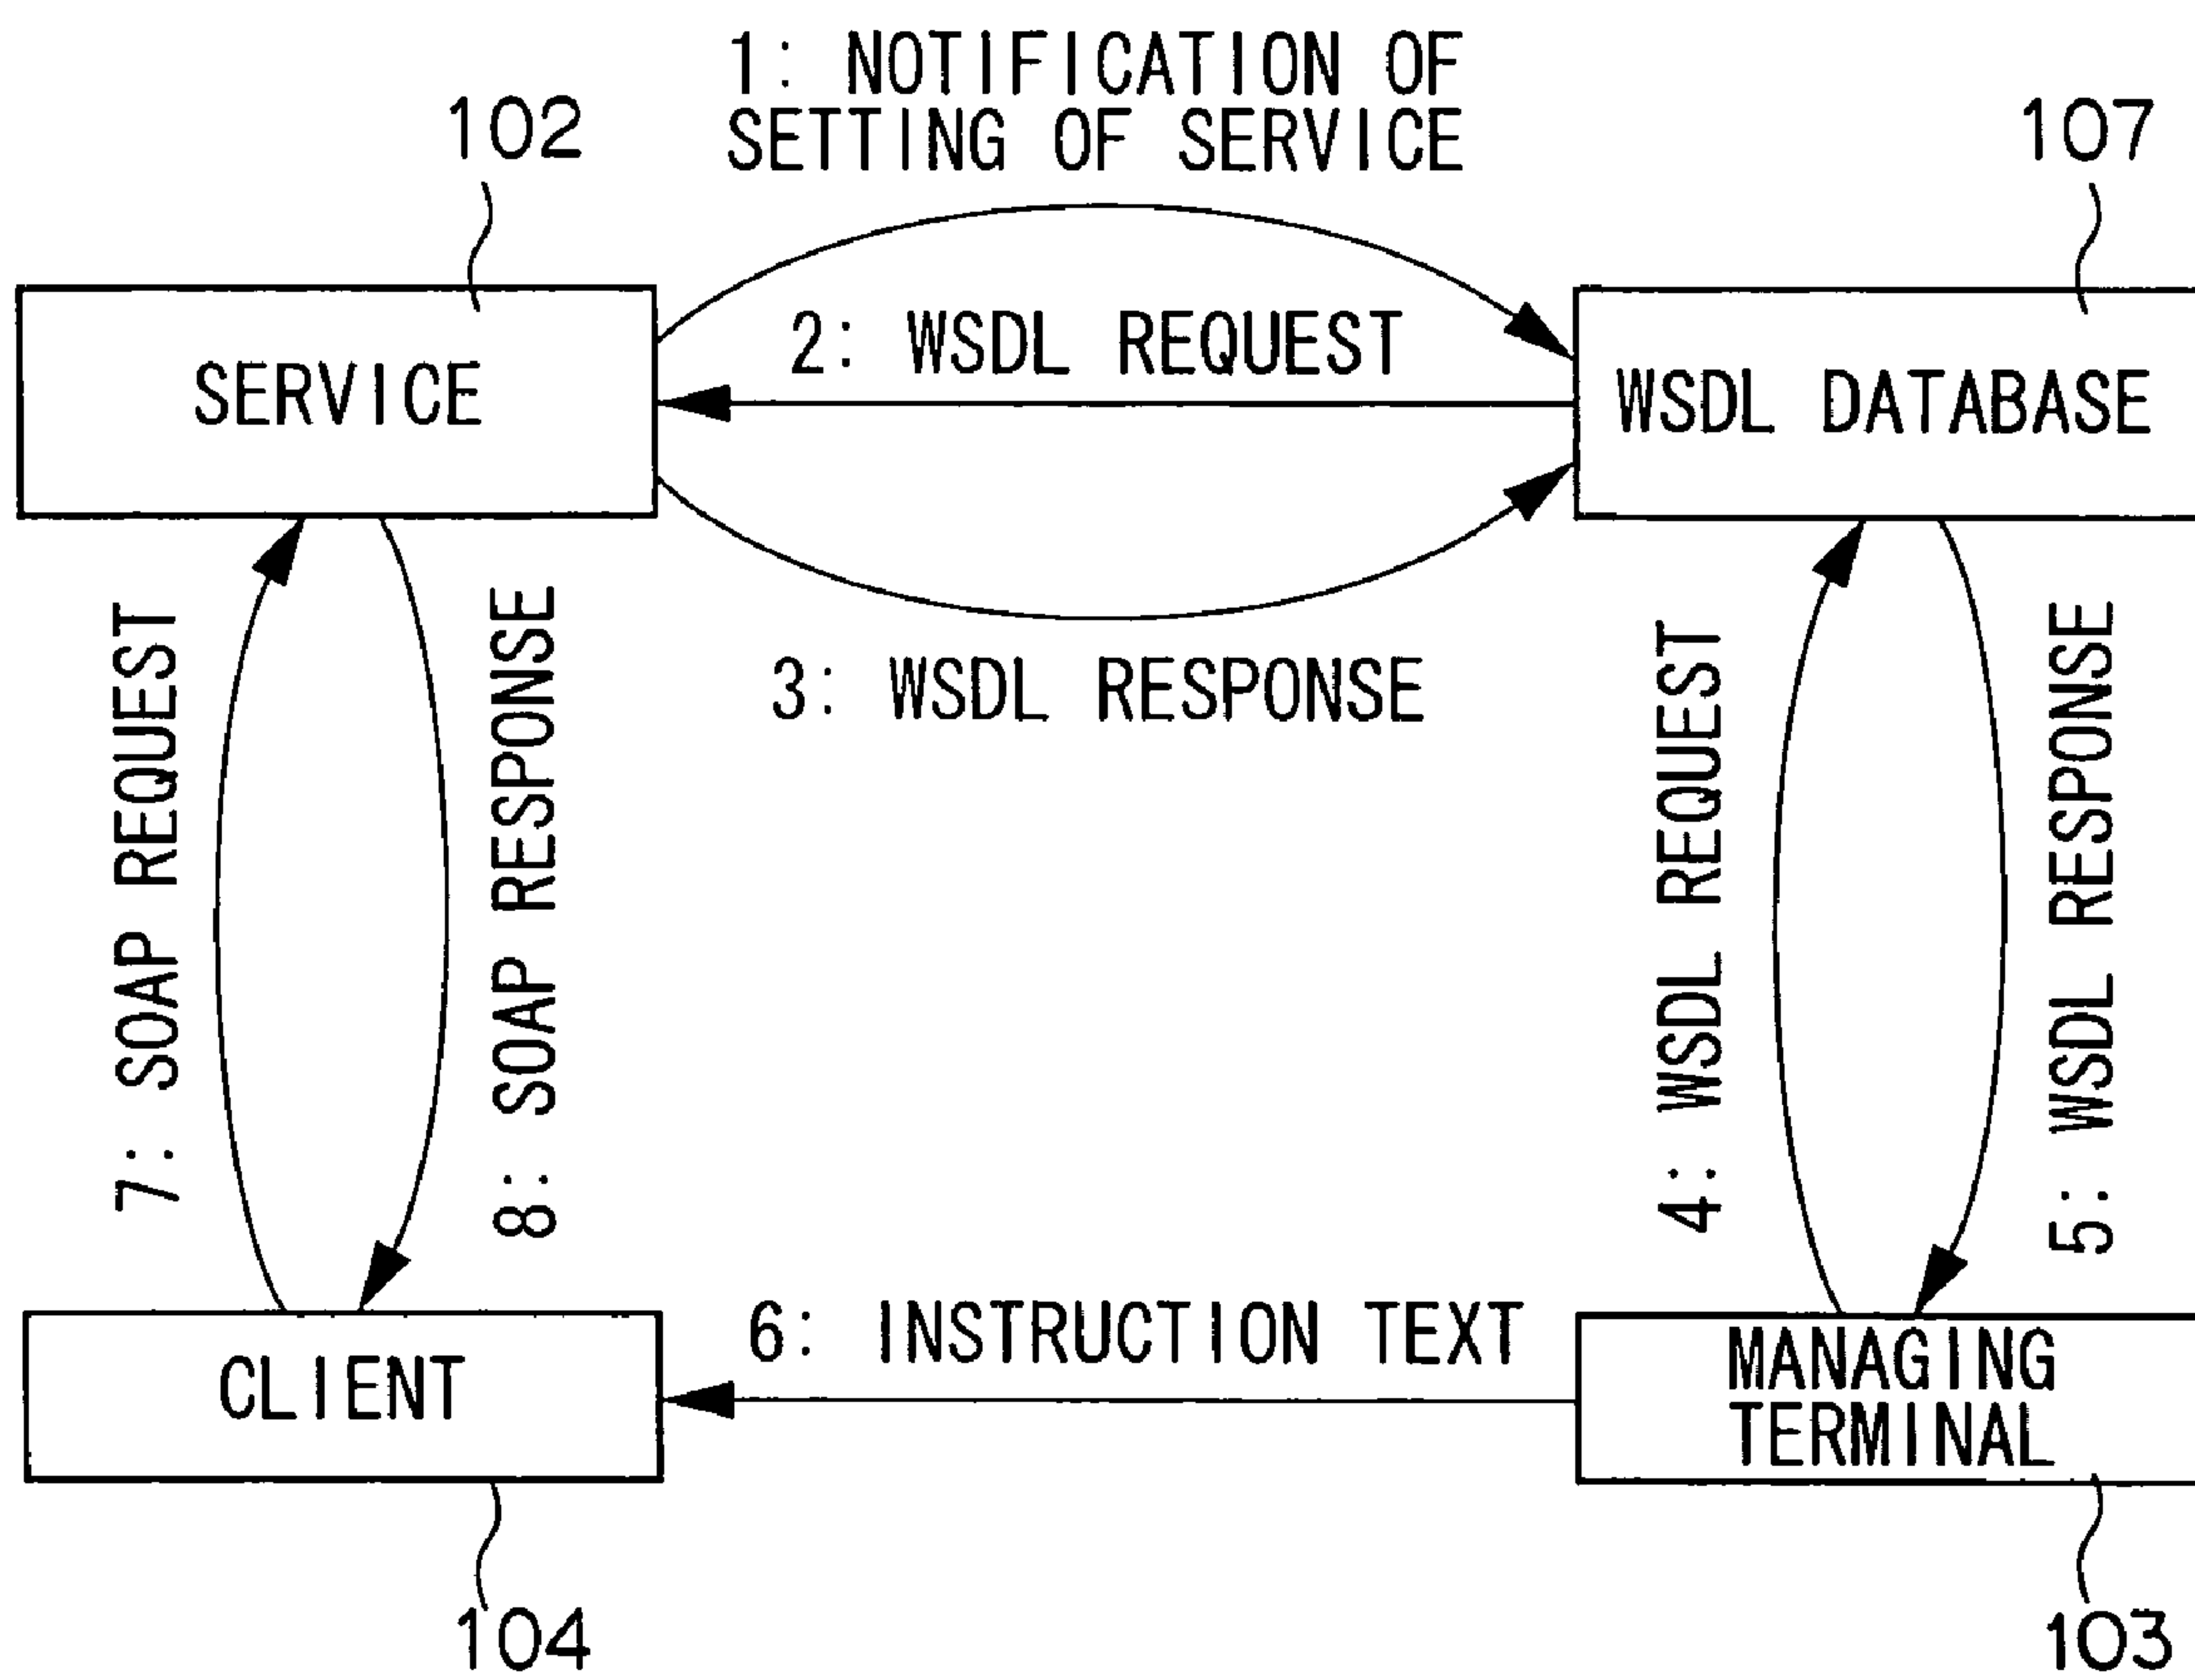 1: NOTIFICATION OF
SETTING OF SERVICE
102
107
2: WSDL REQUEST
SERVICE
WSDL DATABASE
3: WSDL RESPONSE
7: SOAP REQUEST
8: SOAP RESPONSE
4: WSDL REQUEST
5: WSDL RESPONSE
6: INSTRUCTION TEXT
CLIENT
MANAGING
TERMINAL
104
103